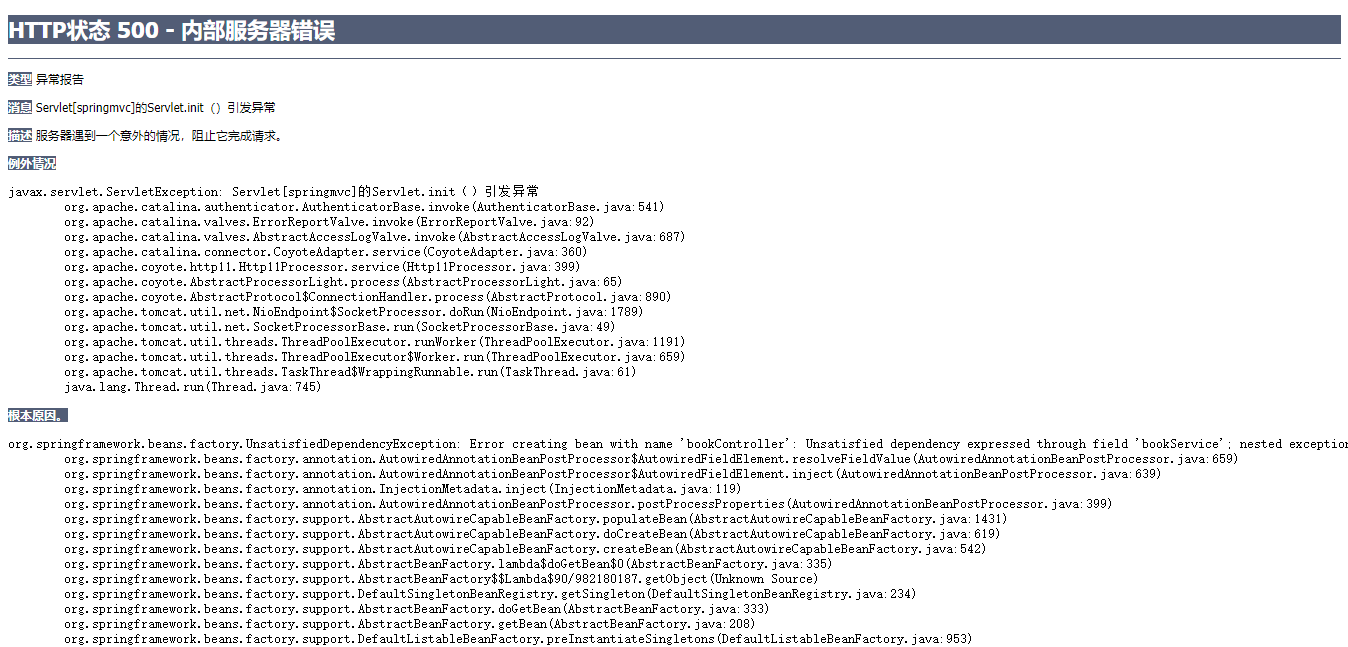 HTTP状态 500 - 内部服务器错误
类型 异常报告
消息 Servlet[springmvc]的Servlet.init（）引发异常
描述 服务器遇到一个意外的情况，阻止它完成请求。
例外情况
javax.servlet.ServletException: Servlet[springmvc]的Servlet.init（）引发异常
org.apache.catalina.authenticator.AuthenticatorBase.invoke(AuthenticatorBase.java:541)
org.apache.catalina.valves.ErrorReportValve.invoke(ErrorReportValve.java:92)
org.apache.catalina.valves.AbstractAccessLogValve.invoke(AbstractAccessLogValve.java:687)
org.apache.catalina.connector.CoyoteAdapter.service(CoyoteAdapter.java:360)
org.apache.coyote.http11.Http11Processor.service(Http11Processor.java:399)
org.apache.coyote.AbstractProcessorLight.process(AbstractProcessorLight.java:65)
org.apache.coyote.AbstractProtocol$ConnectionHandler.process(AbstractProtocol.java:890)
org.apache.tomcat.util.net.NioEndpoint$SocketProcessor.doRun(NioEndpoint.java:1789)
org.apache.tomcat.util.net.SocketProcessorBase.run(SocketProcessorBase.java:49)
org.apache.tomcat.util.threads.ThreadPoolExecutor.runWorker(ThreadPoolExecutor.java:1191)
org.apache.tomcat.util.threads.ThreadPoolExecutor$Worker.run(ThreadPoolExecutor.java:659)
org.apache.tomcat.util.threads.TaskThread$WrappingRunnable.run(TaskThread.java:61)
java.lang.Thread.run(Thread.java:745)
根本原因。
org.springframework.beans.factory.UnsatisfiedDependencyException: Error creating bean with name 'bookController': Unsatisfied dependency expressed through field 'bookService'; nested exception
org.springframework.beans.factory.annotation.AutowiredAnnotationBeanPostProcessor$AutowiredFieldElement.resolveFieldValue(AutowiredAnnotationBeanPostProcessor.java:659)
org.springframework.beans.factory.annotation.AutowiredAnnotationBeanPostProcessor$AutowiredFieldElement.inject(AutowiredAnnotationBeanPostProcessor.java:639)
org.springframework.beans.factory.annotation.InjectionMetadata.inject(InjectionMetadata.java:119)
org.springframework.beans.factory.annotation.AutowiredAnnotationBeanPostProcessor.postProcessProperties(AutowiredAnnotationBeanPostProcessor.java:399)
org.springframework.beans.factory.support.AbstractAutowireCapableBeanFactory.populateBean(AbstractAutowireCapableBeanFactory.java:1431)
org.springframework.beans.factory.support.AbstractAutowireCapableBeanFactory.doCreateBean(AbstractAutowireCapableBeanFactory.java:619)
org.springframework.beans.factory.support.AbstractAutowireCapableBeanFactory.createBean(AbstractAutowireCapableBeanFactory.java:542)
org.springframework.beans.factory.support.AbstractBeanFactory.lambda$doGetBean$0(AbstractBeanFactory.java:335)
org.springframework.beans.factory.support.AbstractBeanFactory$$Lambda$90/982180187.getObject(Unknown Source)
org.springframework.beans.factory.support.DefaultSingletonBeanRegistry.getSingleton(DefaultSingletonBeanRegistry.java:234)
org.springframework.beans.factory.support.AbstractBeanFactory.doGetBean(AbstractBeanFactory.java:333)
org.springframework.beans.factory.support.AbstractBeanFactory.getBean(AbstractBeanFactory.java:208)
org.springframework.beans.factory.support.DefaultListableBeanFactory.preInstantiateSingletons(DefaultListableBeanFactory.java:953)